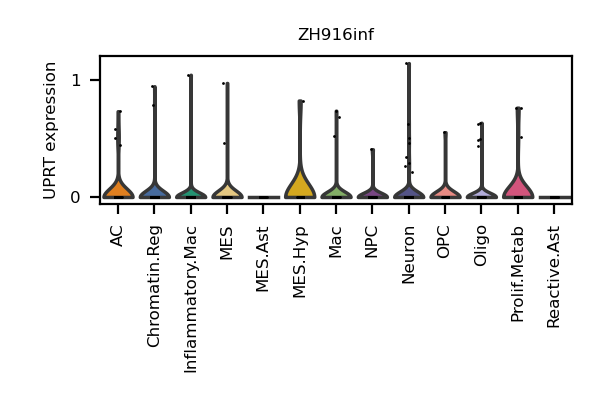 ZH916inf
UPRT expression
1
0
AC
Chromatin.Reg
Inflammatory.Mac
MES
MES.Ast
MES.Hyp
Mac
NPC
Neuron
OPC
Oligo
Prolif.Metab
Reactive.Ast